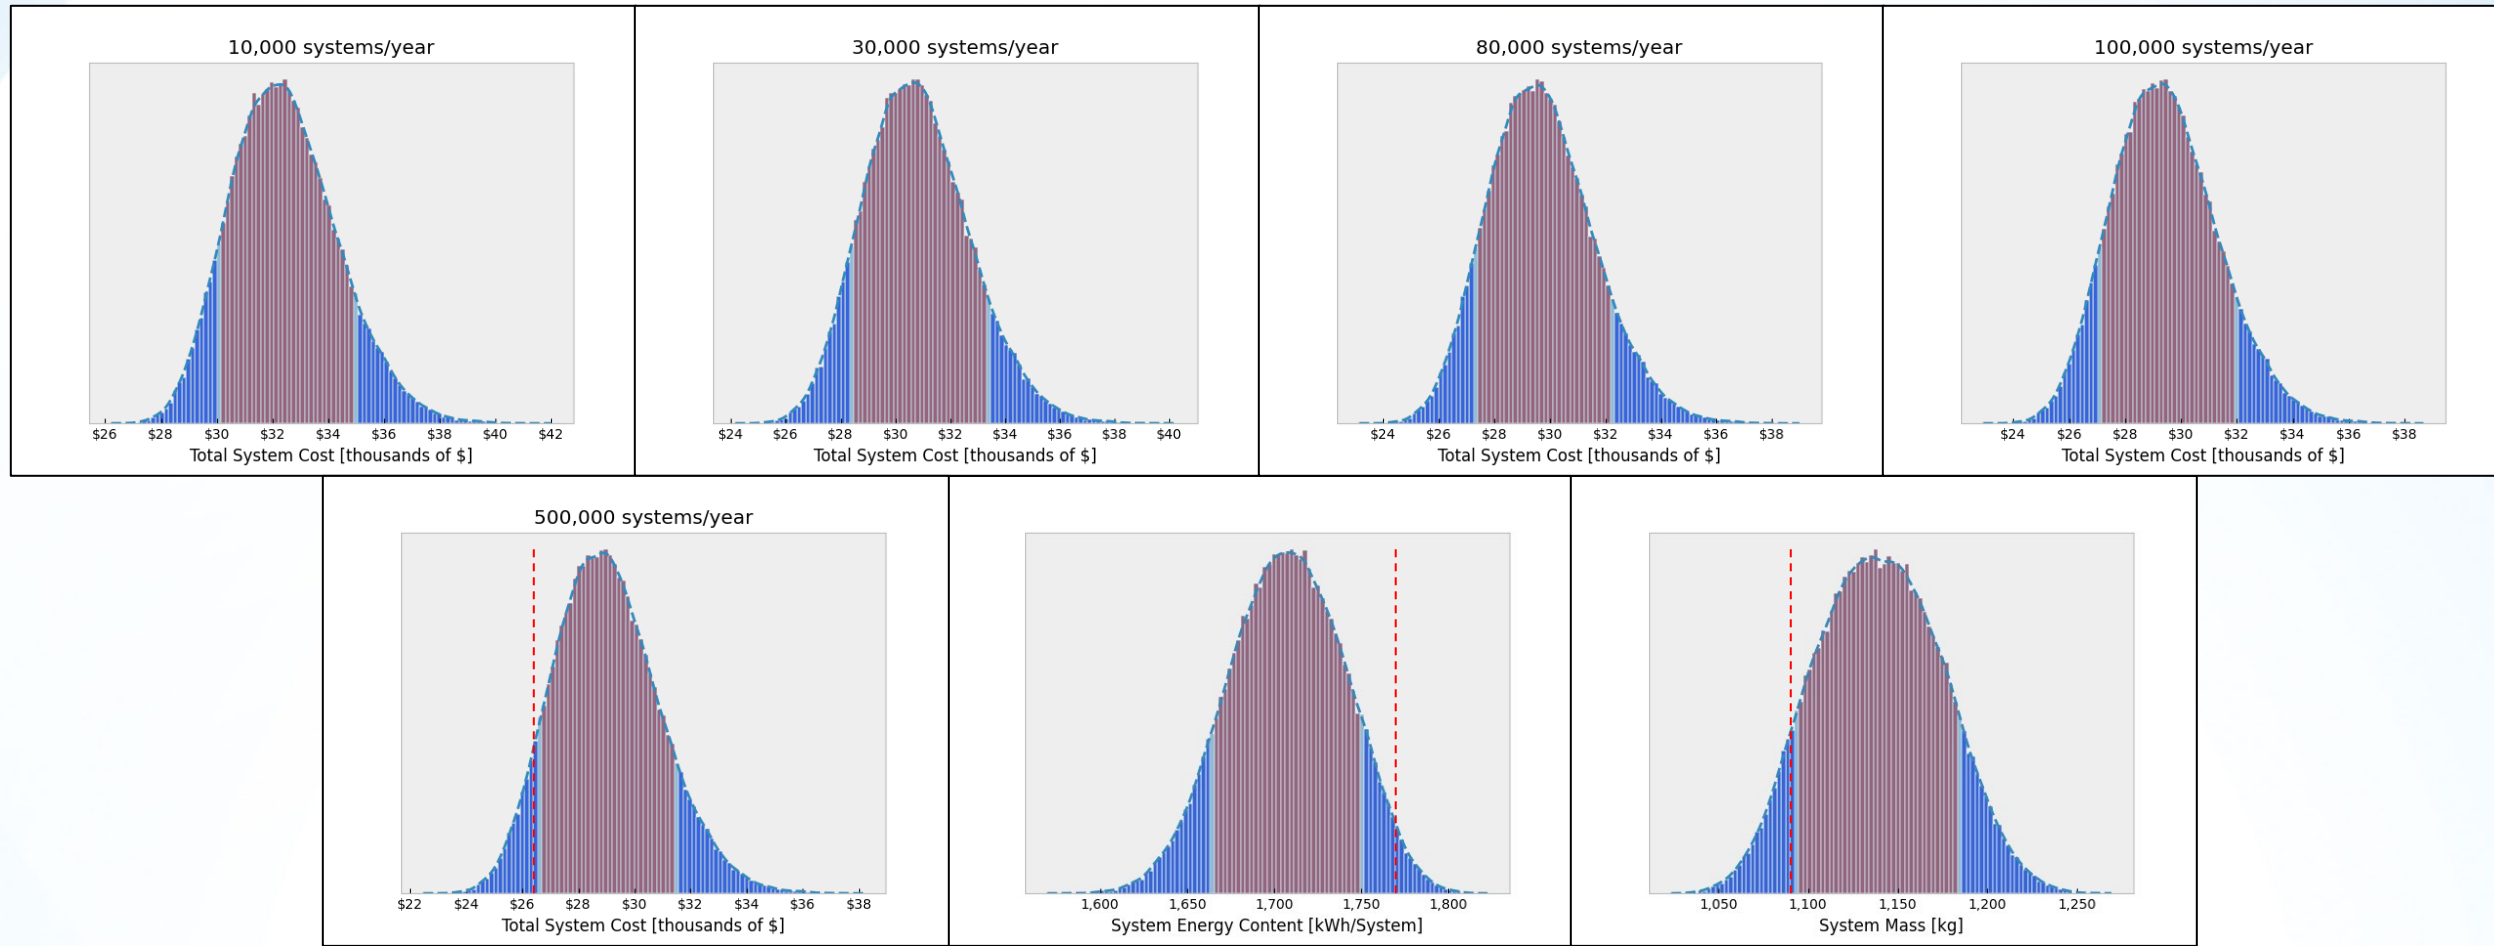 10,000 systems/year
$26 $28 $30 $32 $34 $36 $38 $40 $42
Total System Cost [thousands of $]
30,000 systems/year
$24 $26 $28 $30 $32 $34 $36 $38 $40
Total System Cost [thousands of $]
80,000 systems/year
$24 $26 $28 $30 $32 $34 $36 $38
Total System Cost [thousands of $]
100,000 systems/year
$24 $26 $28 $30 $32 $34 $36 $38
Total System Cost [thousands of $]
500,000 systems/year
$22 $24 $26 $28 $30 $32 $34 $36 $38
Total System Cost [thousands of $]
1,600 1,650 1,700 1,750 1,800
System Energy Content [kWh/System]
1,050 1,100 1,150 1,200 1,250
System Mass [kg]